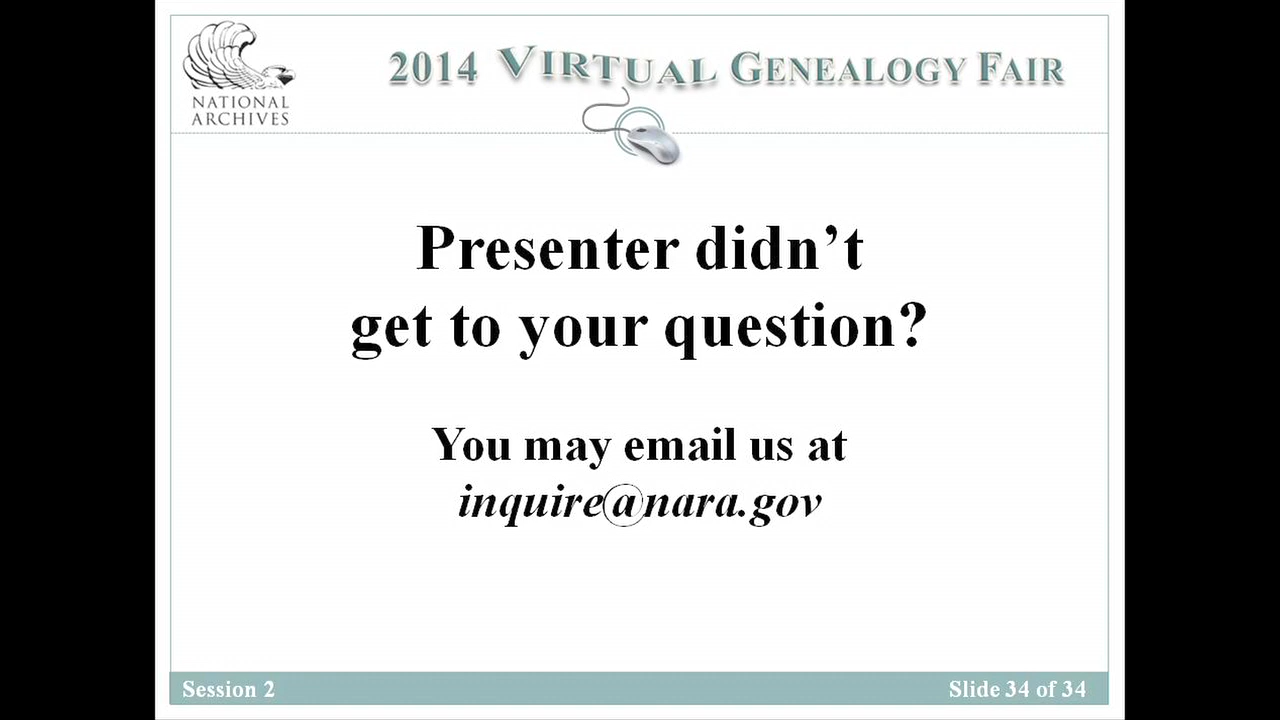 NATIONAL
ARCHIVES
2014 VIRTUAL GENEALOGY FAIR
Presenter didn’t
get to your question?
You may email us at
inquire@nara.gov
Session 2
Slide 34 of 34